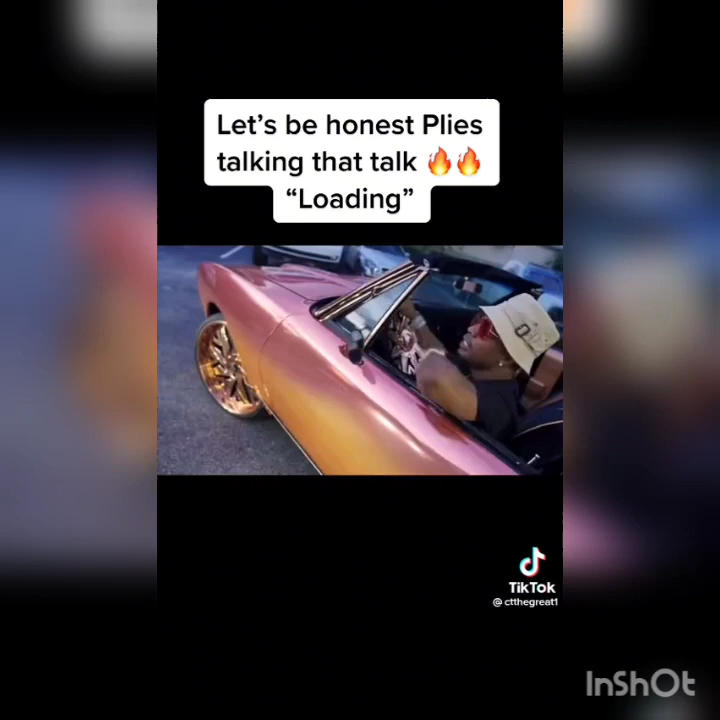 Let's be honest Plies
talking that talk 🔥🔥
“Loading”
TikTok
@ctthegreat1
InShOt